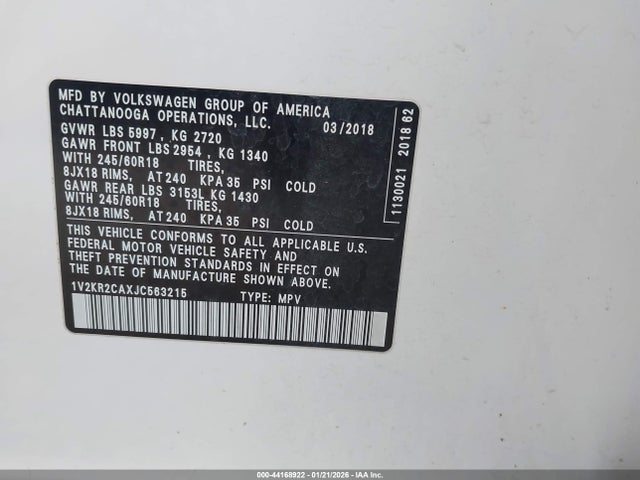 MFD BY VOLKSWAGEN GROUP OF AMERICA
CHATTANOOGA OPERATIONS, LLC.
03/2018
GVWR LBS 5997 , KG 2720
GAWR FRONT LBS 2954 , KG 1340
WITH 245/60R18 TIRES,
8JX18 RIMS, AT 240 KPA 35 PSI COLD
GAWR REAR LBS 3153L KG 1430
WITH 245/60R18 TIRES,
8JX18 RIMS, AT 240 KPA 35 PSI COLD
THIS VEHICLE CONFORMS TO ALL APPLICABLE U.S.
FEDERAL MOTOR VEHICLE SAFETY AND
THEFT PREVENTION STANDARDS IN EFFECT ON
THE DATE OF MANUFACTURE SHOWN ABOVE.
1V2KR2CAXJC563215 TYPE: MPV
1130021 2018 62
000-44168922 - 01/21/2026 - COPART, INC.